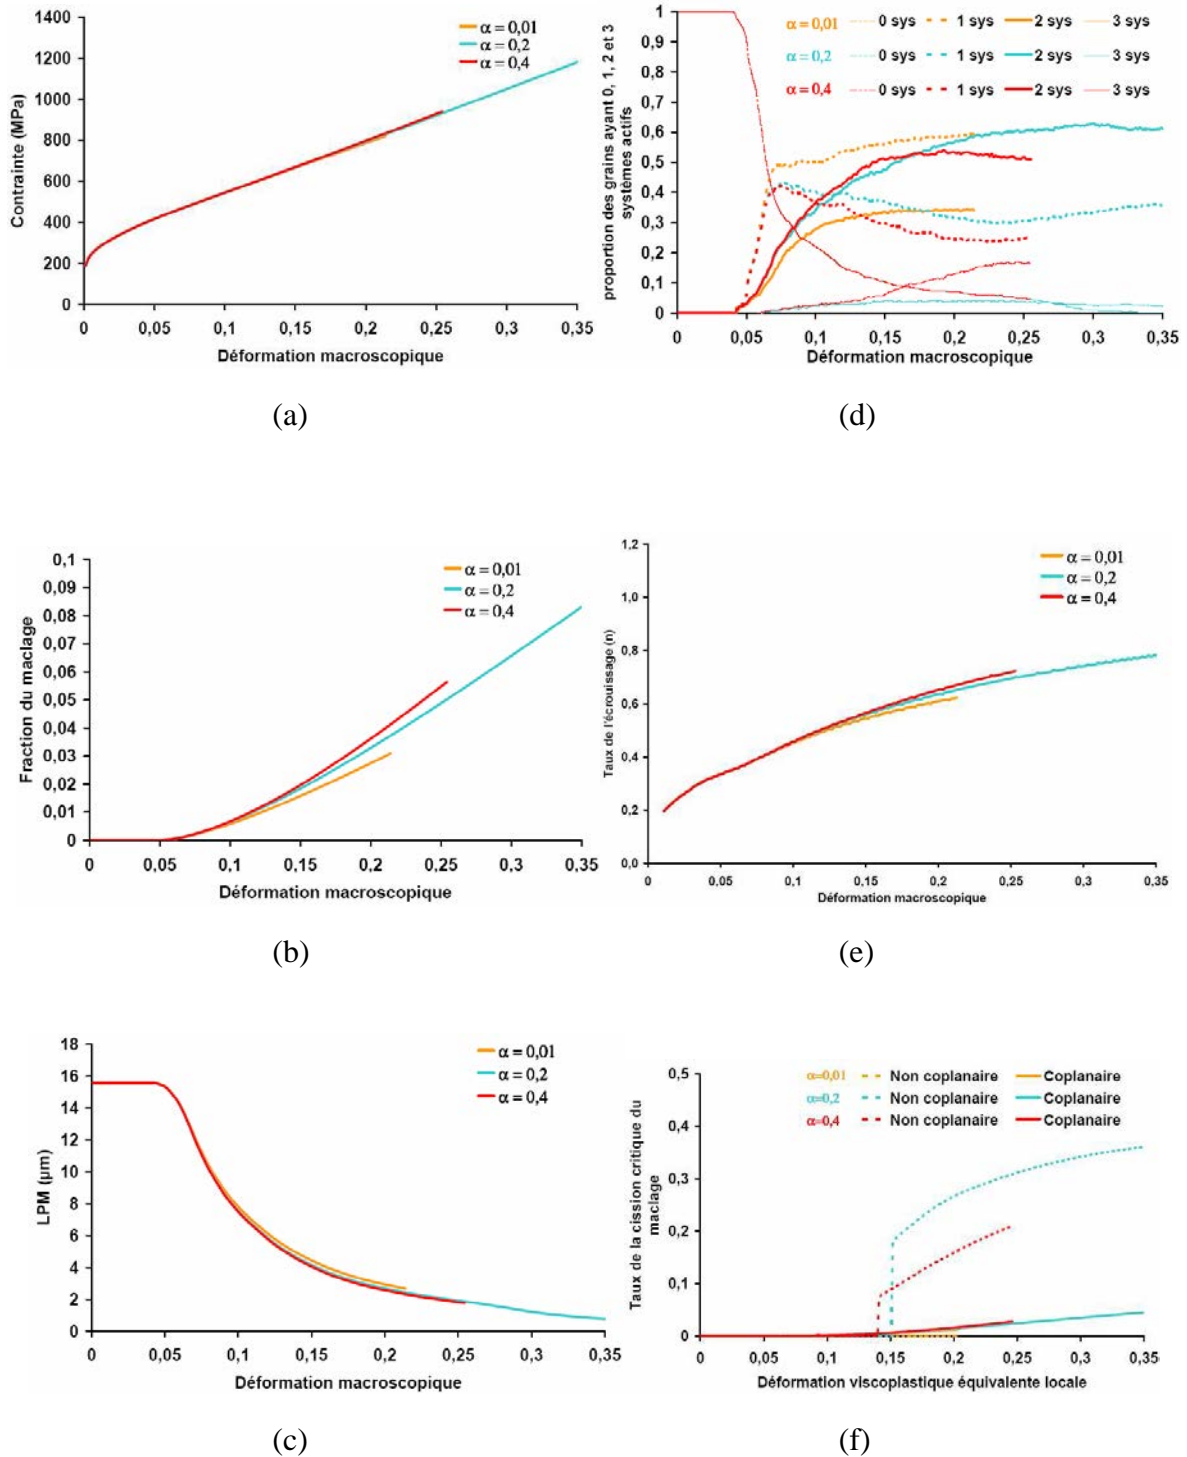 1400
1200
1000
800
600
400
200
0
Contrainte (MPa)
α = 0,01
α = 0,2
α = 0,4
0 0,05 0,1 0,15 0,2 0,25 0,3 0,35
Déformation macroscopique
(a)
1
0,9
0,8
0,7
0,6
0,5
0,4
0,3
0,2
0,1
0
proportion des grains ayant 0, 1, 2 et 3
systèmes actifs
α = 0,01 0 sys 1 sys 2 sys 3 sys
α = 0,2 0 sys 1 sys 2 sys 3 sys
α = 0,4 0 sys 1 sys 2 sys 3 sys
0 0,05 0,1 0,15 0,2 0,25 0,3 0,35
Déformation macroscopique
(d)
0,1
0,09
0,08
0,07
0,06
0,05
0,04
0,03
0,02
0,01
0
Fraction du maclage
α = 0,01
α = 0,2
α = 0,4
0 0,05 0,1 0,15 0,2 0,25 0,3 0,35
Déformation macroscopique
(b)
1,2
1,0
0,8
0,6
0,4
0,2
0,0
Taux de l'écrouissage (n)
α = 0,01
α = 0,2
α = 0,4
0 0,05 0,1 0,15 0,2 0,25 0,3 0,35
Déformation macroscopique
(e)
18
16
14
12
10
8
6
4
2
0
LPM (µm)
α = 0,01
α = 0,2
α = 0,4
0 0,05 0,1 0,15 0,2 0,25 0,3 0,35
Déformation macroscopique
(c)
0,5
0,4
0,3
0,2
0,1
0
Taux de la cission critique du
maclage
α=0,01 Non coplanaire Coplanaire
α=0,2 Non coplanaire Coplanaire
α=0,4 Non coplanaire Coplanaire
0 0,05 0,1 0,15 0,2 0,25 0,3 0,35
Déformation viscoplastique équivalente locale
(f)